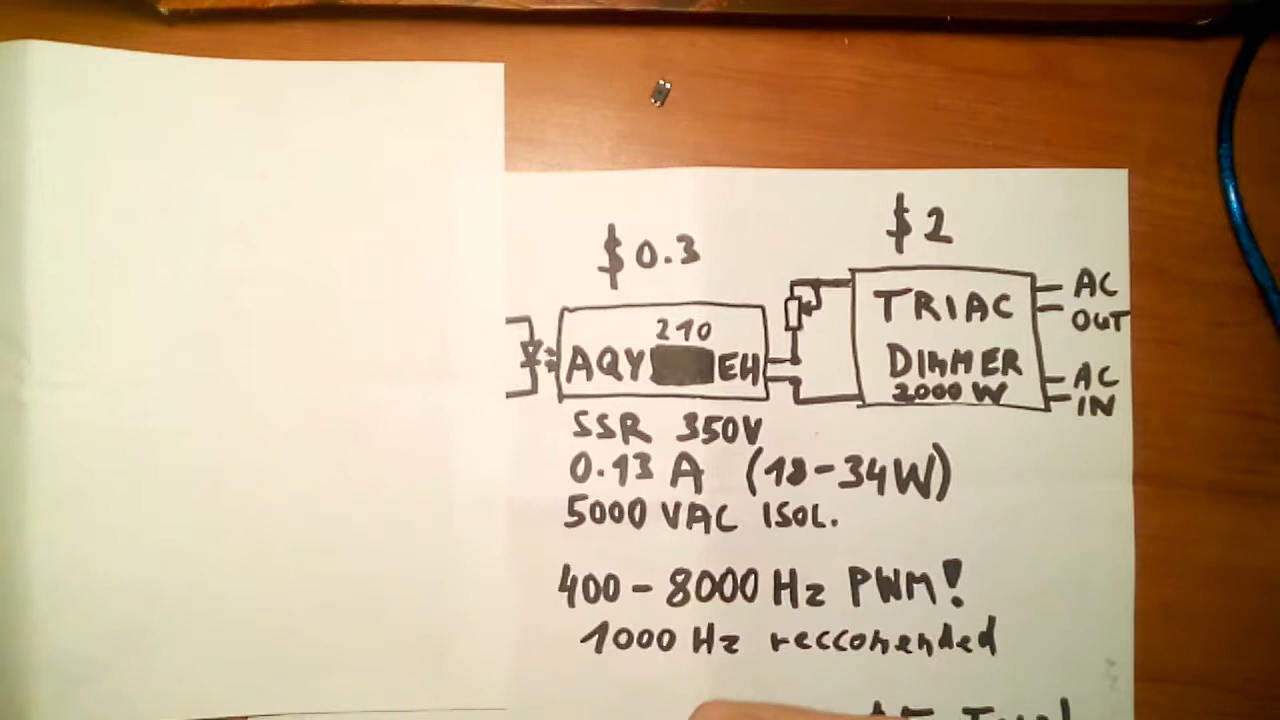 $ 2
$ 0.3
210
AQY EH
TRIAC
DIMMER
2000 W
AC
OUT
AC
IN
SSR 350V
0.13 A (18-34W)
5000 VAC ISOL.
400 - 8000 Hz PWM!
1000 Hz reccomended